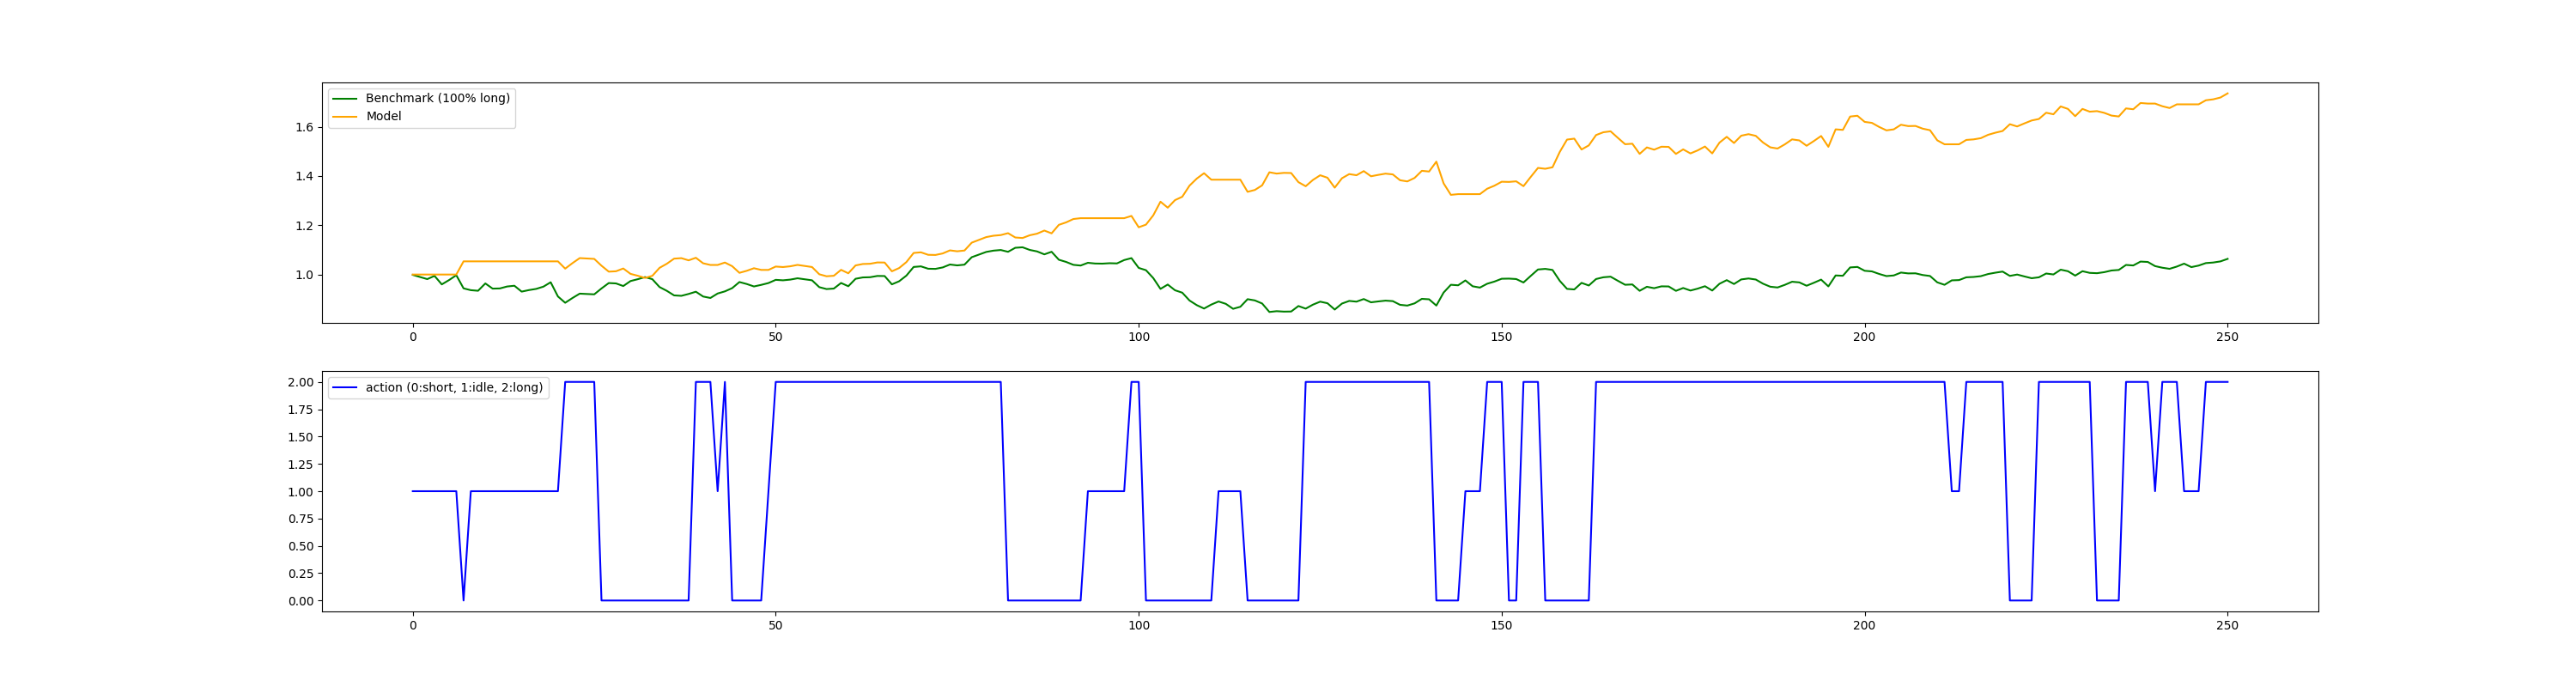 Benchmark (100% long)
Model
1.6
1.4
1.2
1.0
0 50 100 150 200 250
action (0:short, 1:idle, 2:long)
2.00
1.75
1.50
1.25
1.00
0.75
0.50
0.25
0.00
0 50 100 150 200 250